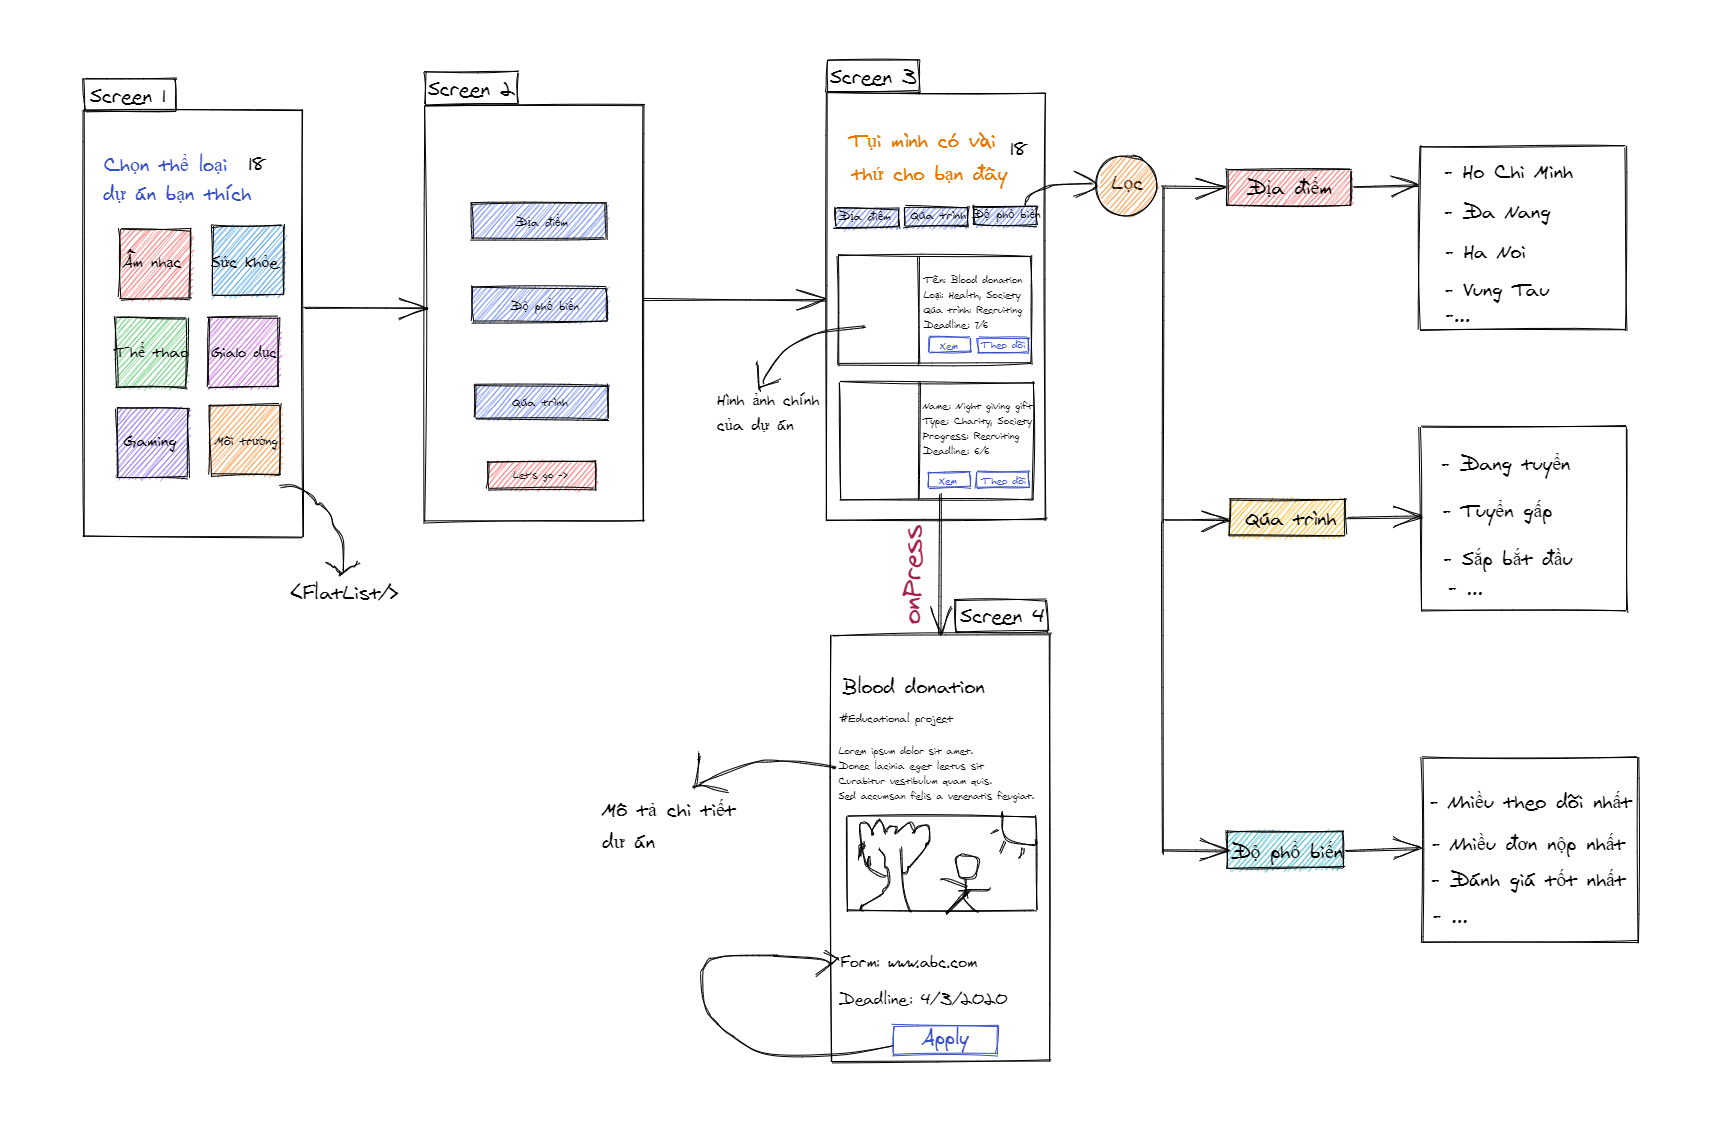 Screen 1
Chọn thể loại 18
dự án bạn thích
Âm nhạc
Sức khỏe
Thể thao
Gialo dục
Gaming
Môi trường
<FlatList/>
Screen 2
Địa điểm
Độ phổ biến
Qúa trình
Let's go ->
Screen 3
Tụi mình có vài 18
thứ cho bạn đây
Địa điểm
Qúa trình
Độ phổ biến
Tên: Blood donation
Loại: Health, Society
Qúa trình: Recruiting
Deadline: 7/6
Xem
Theo dõi
Hình ảnh chính
của dự án
Name: Night giving gift
Type: Charity, Society
Progress: Recruiting
Deadline: 6/6
Xem
Theo dõi
onPress
Screen 4
Blood donation
#Educational project
Lorem ipsum dolor sit amet.
Donec lacinia eget lectus sit
Curabitur vestibulum quam quis.
Sed accumsan felis a venenatis feugiat.
Mô tả chi tiết
dự án
Form: www.abc.com
Deadline: 4/3/2020
Apply
Lọc
Địa điểm
- Ho Chi Minh
- Đa Nang
- Ha Noi
- Vung Tau
-...
Qúa trình
- Đang tuyển
- Tuyển gấp
- Sắp bắt đầu
- ...
Độ phổ biến
- Nhiều theo dõi nhất
- Nhiều đơn nộp nhất
- Đánh giá tốt nhất
- ...